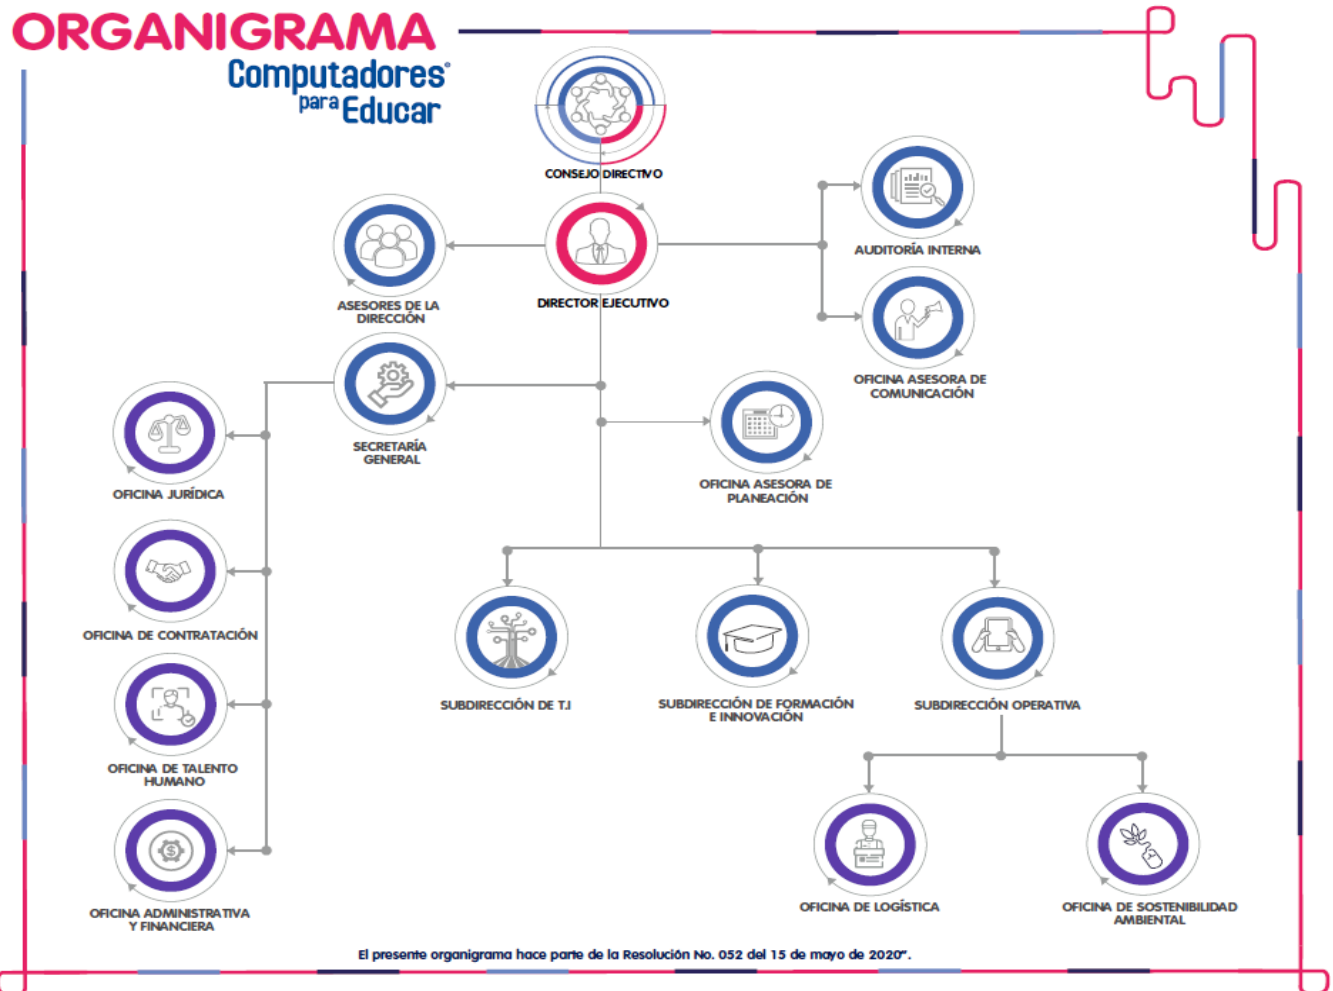 ORGANIGRAMA
Computadores
para Educar
CONSEJO DIRECTIVO
DIRECTOR EJECUTIVO
ASESORES DE LA
DIRECCIÓN
AUDITORÍA INTERNA
OFICINA ASESORA DE
COMUNICACIÓN
SECRETARÍA
GENERAL
OFICINA ASESORA DE
PLANEACIÓN
OFICINA JURÍDICA
OFICINA DE CONTRATACIÓN
OFICINA DE TALENTO
HUMANO
OFICINA ADMINISTRATIVA
Y FINANCIERA
SUBDIRECCIÓN DE T.I
SUBDIRECCIÓN DE FORMACIÓN
E INNOVACIÓN
SUBDIRECCIÓN OPERATIVA
OFICINA DE LOGÍSTICA
OFICINA DE SOSTENIBILIDAD
AMBIENTAL
El presente organigrama hace parte de la Resolución No. 052 del 15 de mayo de 2020”.